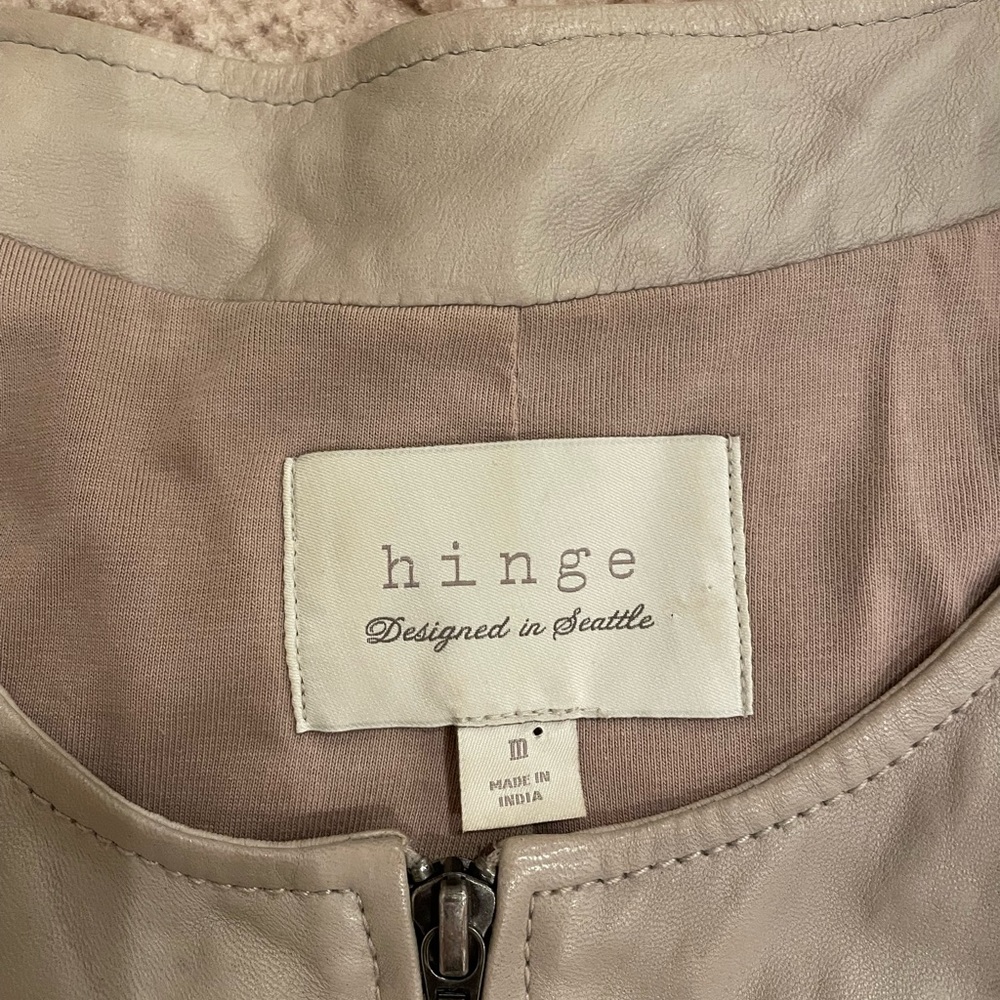 hinge
Designed in Seattle
m
MADE IN
INDIA